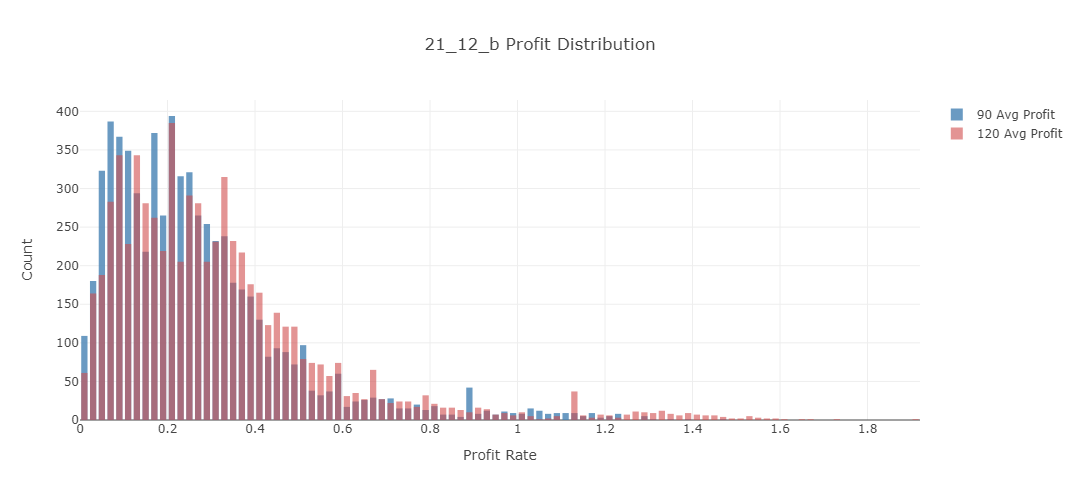 21_12_b Profit Distribution
90 Avg Profit
120 Avg Profit
400
350
300
250
200
150
100
50
0
Count
0 0.2 0.4 0.6 0.8 1 1.2 1.4 1.6 1.8
Profit Rate